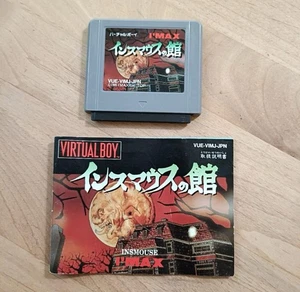 バーチャルボーイ
I'MAX
インスマウスの館
VUE-VIMJ-JPN
VIRTUAL BOY
VUE-VIMJ-JPN
取扱説明書
インスマウスの館
INSMOUSE
I'MAX